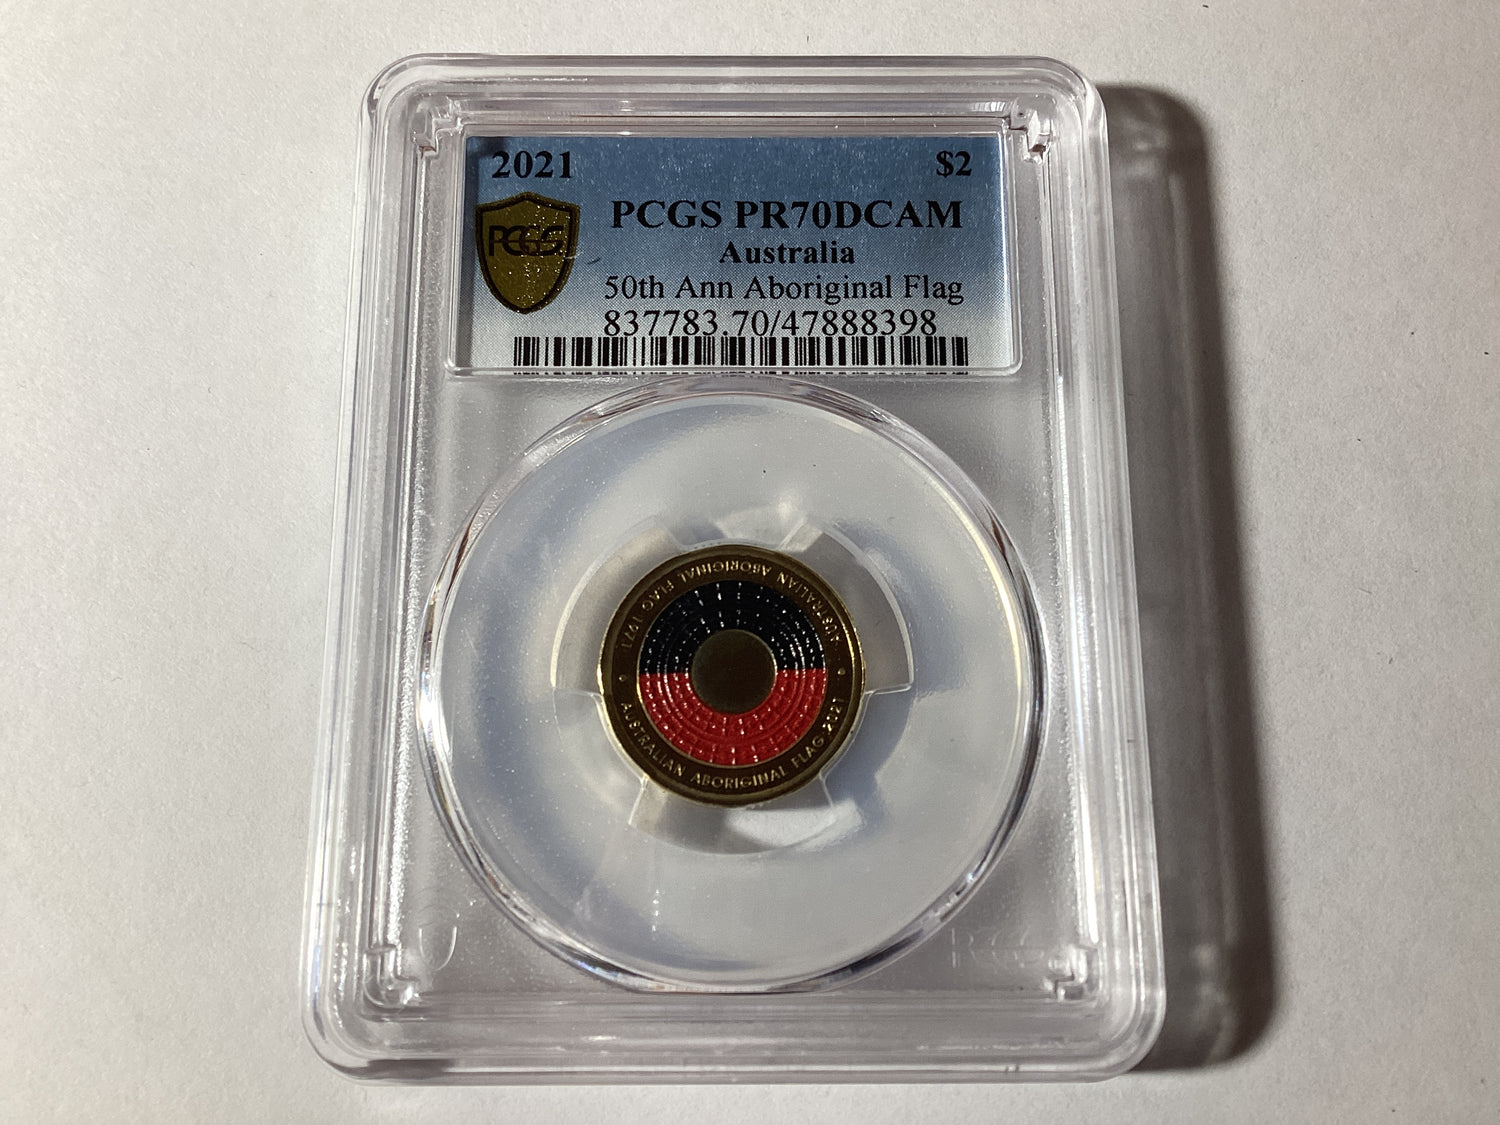 2021 $2
PCGS
PCGS PR70DCAM
Australia
50th Ann Aboriginal Flag
837783.70/47888398
AUSTRALIAN ABORIGINAL FLAG 1971
AUSTRALIAN ABORIGINAL FLAG 2021
PCGS